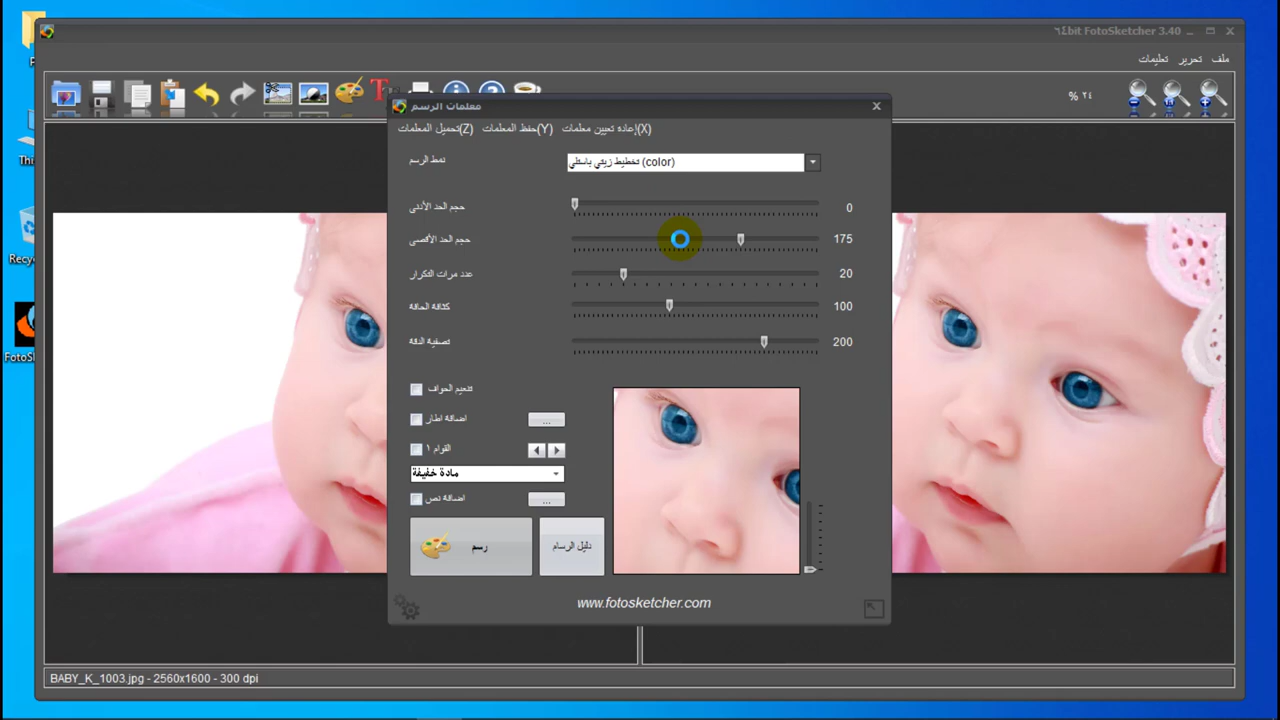 ٦٤bit FotoSketcher 3.40
ملف تحرير تعليمات
٢٤ %
معلمات الرسم
(Z)تحميل المعلمات (Y)حفظ المعلمات (X)إعادة تعيين معلمات
نمط الرسم
تخطيط زيتي باستلي (color)
حجم الحد الأدنى 0
حجم الحد الأقصى 175
عدد مرات التكرار 20
كثافة الحافة 100
تصفية الدقة 200
تنعيم الحواف
اضافة اطار ...
القوام ١
مادة خفيفة
اضافة نص ...
رسم
دليل الرسام
www.fotosketcher.com
BABY_K_1003.jpg - 2560x1600 - 300 dpi